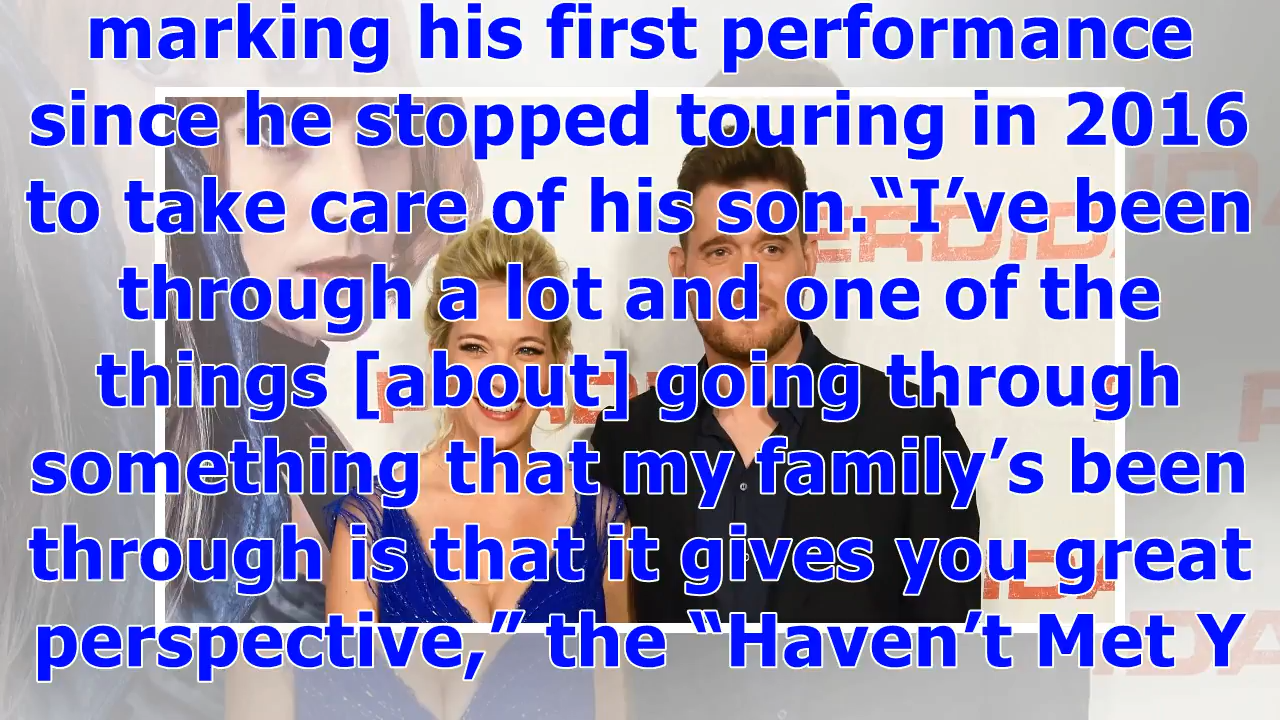 marking his first performance
since he stopped touring in 2016
to take care of his son.“I’ve been
through a lot and one of the
things [about] going through
something that my family’s been
through is that it gives you great
perspective,” the “Haven’t Met Y